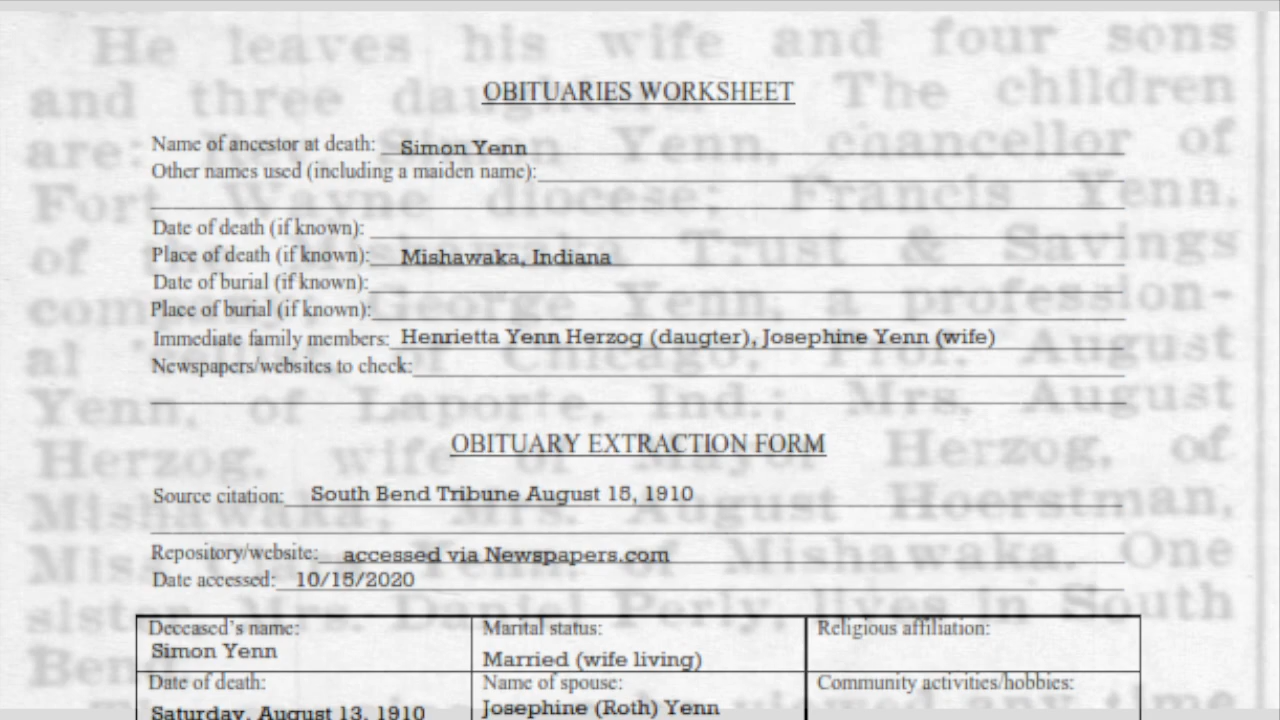 He leaves his wife and four sons
and three daughters. The children
are: Rev. Simon Yenn, chancellor of
Fort Wayne diocese; Francis Yenn,
of the Mishawaka Trust & Savings
company; George Yenn, a profession-
al of Chicago, Prof. August
Yenn, of Laporte, Ind.; Mrs. August
Herzog, wife of Mayor Herzog, of
Mishawaka; Mrs. August Hoerstman,
Miss Yenn, of Mishawaka. One
sister, Mrs. Daniel Perly, lives in South
Bend.
viewed any time
OBITUARIES WORKSHEET
Name of ancestor at death: Simon Yenn
Other names used (including a maiden name):
Date of death (if known):
Place of death (if known): Mishawaka, Indiana
Date of burial (if known):
Place of burial (if known):
Immediate family members: Henrietta Yenn Herzog (daugter), Josephine Yenn (wife)
Newspapers/websites to check:
OBITUARY EXTRACTION FORM
Source citation: South Bend Tribune August 15, 1910
Repository/website: accessed via Newspapers.com
Date accessed: 10/15/2020
Deceased's name: Marital status: Religious affiliation:
Simon Yenn Married (wife living)
Date of death: Name of spouse: Community activities/hobbies:
Saturday, August 13, 1910 Josephine (Roth) Yenn